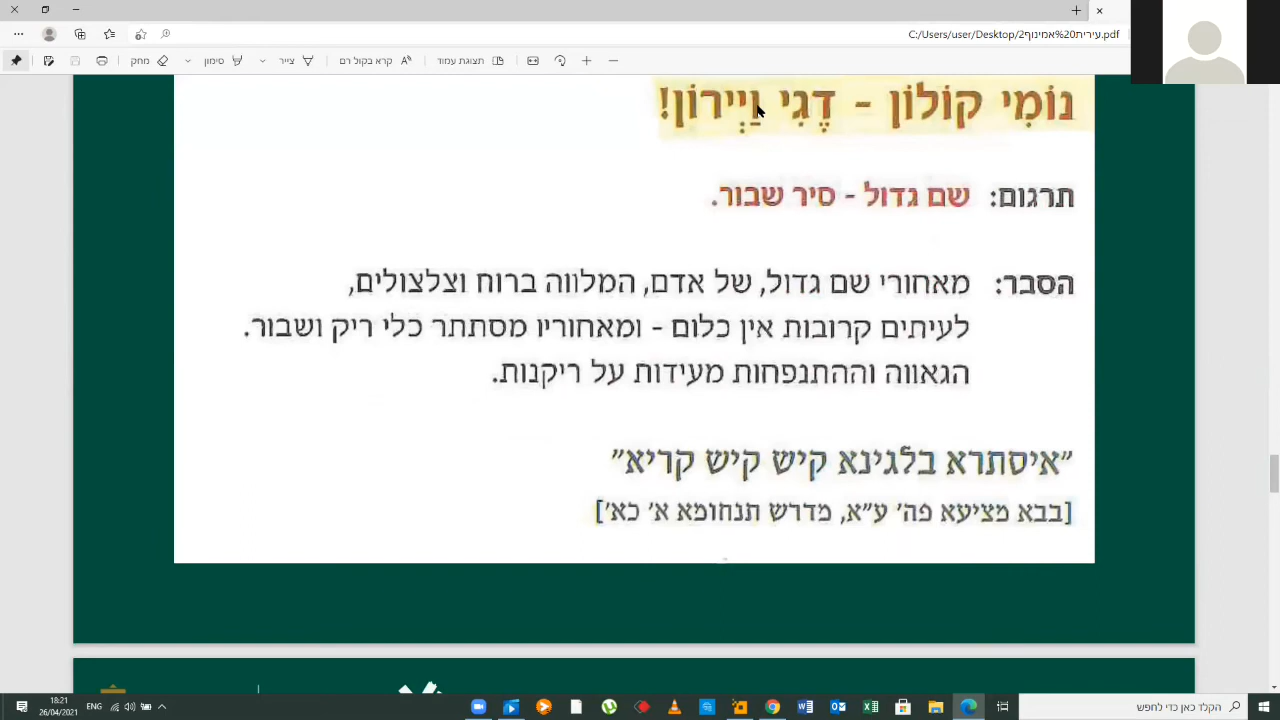 C:/Users/user/Desktop/2עירית%20אמינוף.pdf
תצוגת עמוד
קרא בקול רם
צייר
סימון
מחק
נוֹמִי קוֹלוֹן - דֶגִי וַיְירוֹן!
תרגום: שם גדול - סיר שבור.
הסבר: מאחורי שם גדול, של אדם, המלווה ברוח וצלצולים,
לעיתים קרובות אין כלום - ומאחוריו מסתתר כלי ריק ושבור.
הגאווה וההתנפחות מעידות על ריקנות.
"איסתרא בלגינא קיש קיש קריא"
[בבא מציעא פה' ע"א, מדרש תנחומא א' כא']
הקלד כאן כדי לחפש
ENG
18:21
26/04/2021